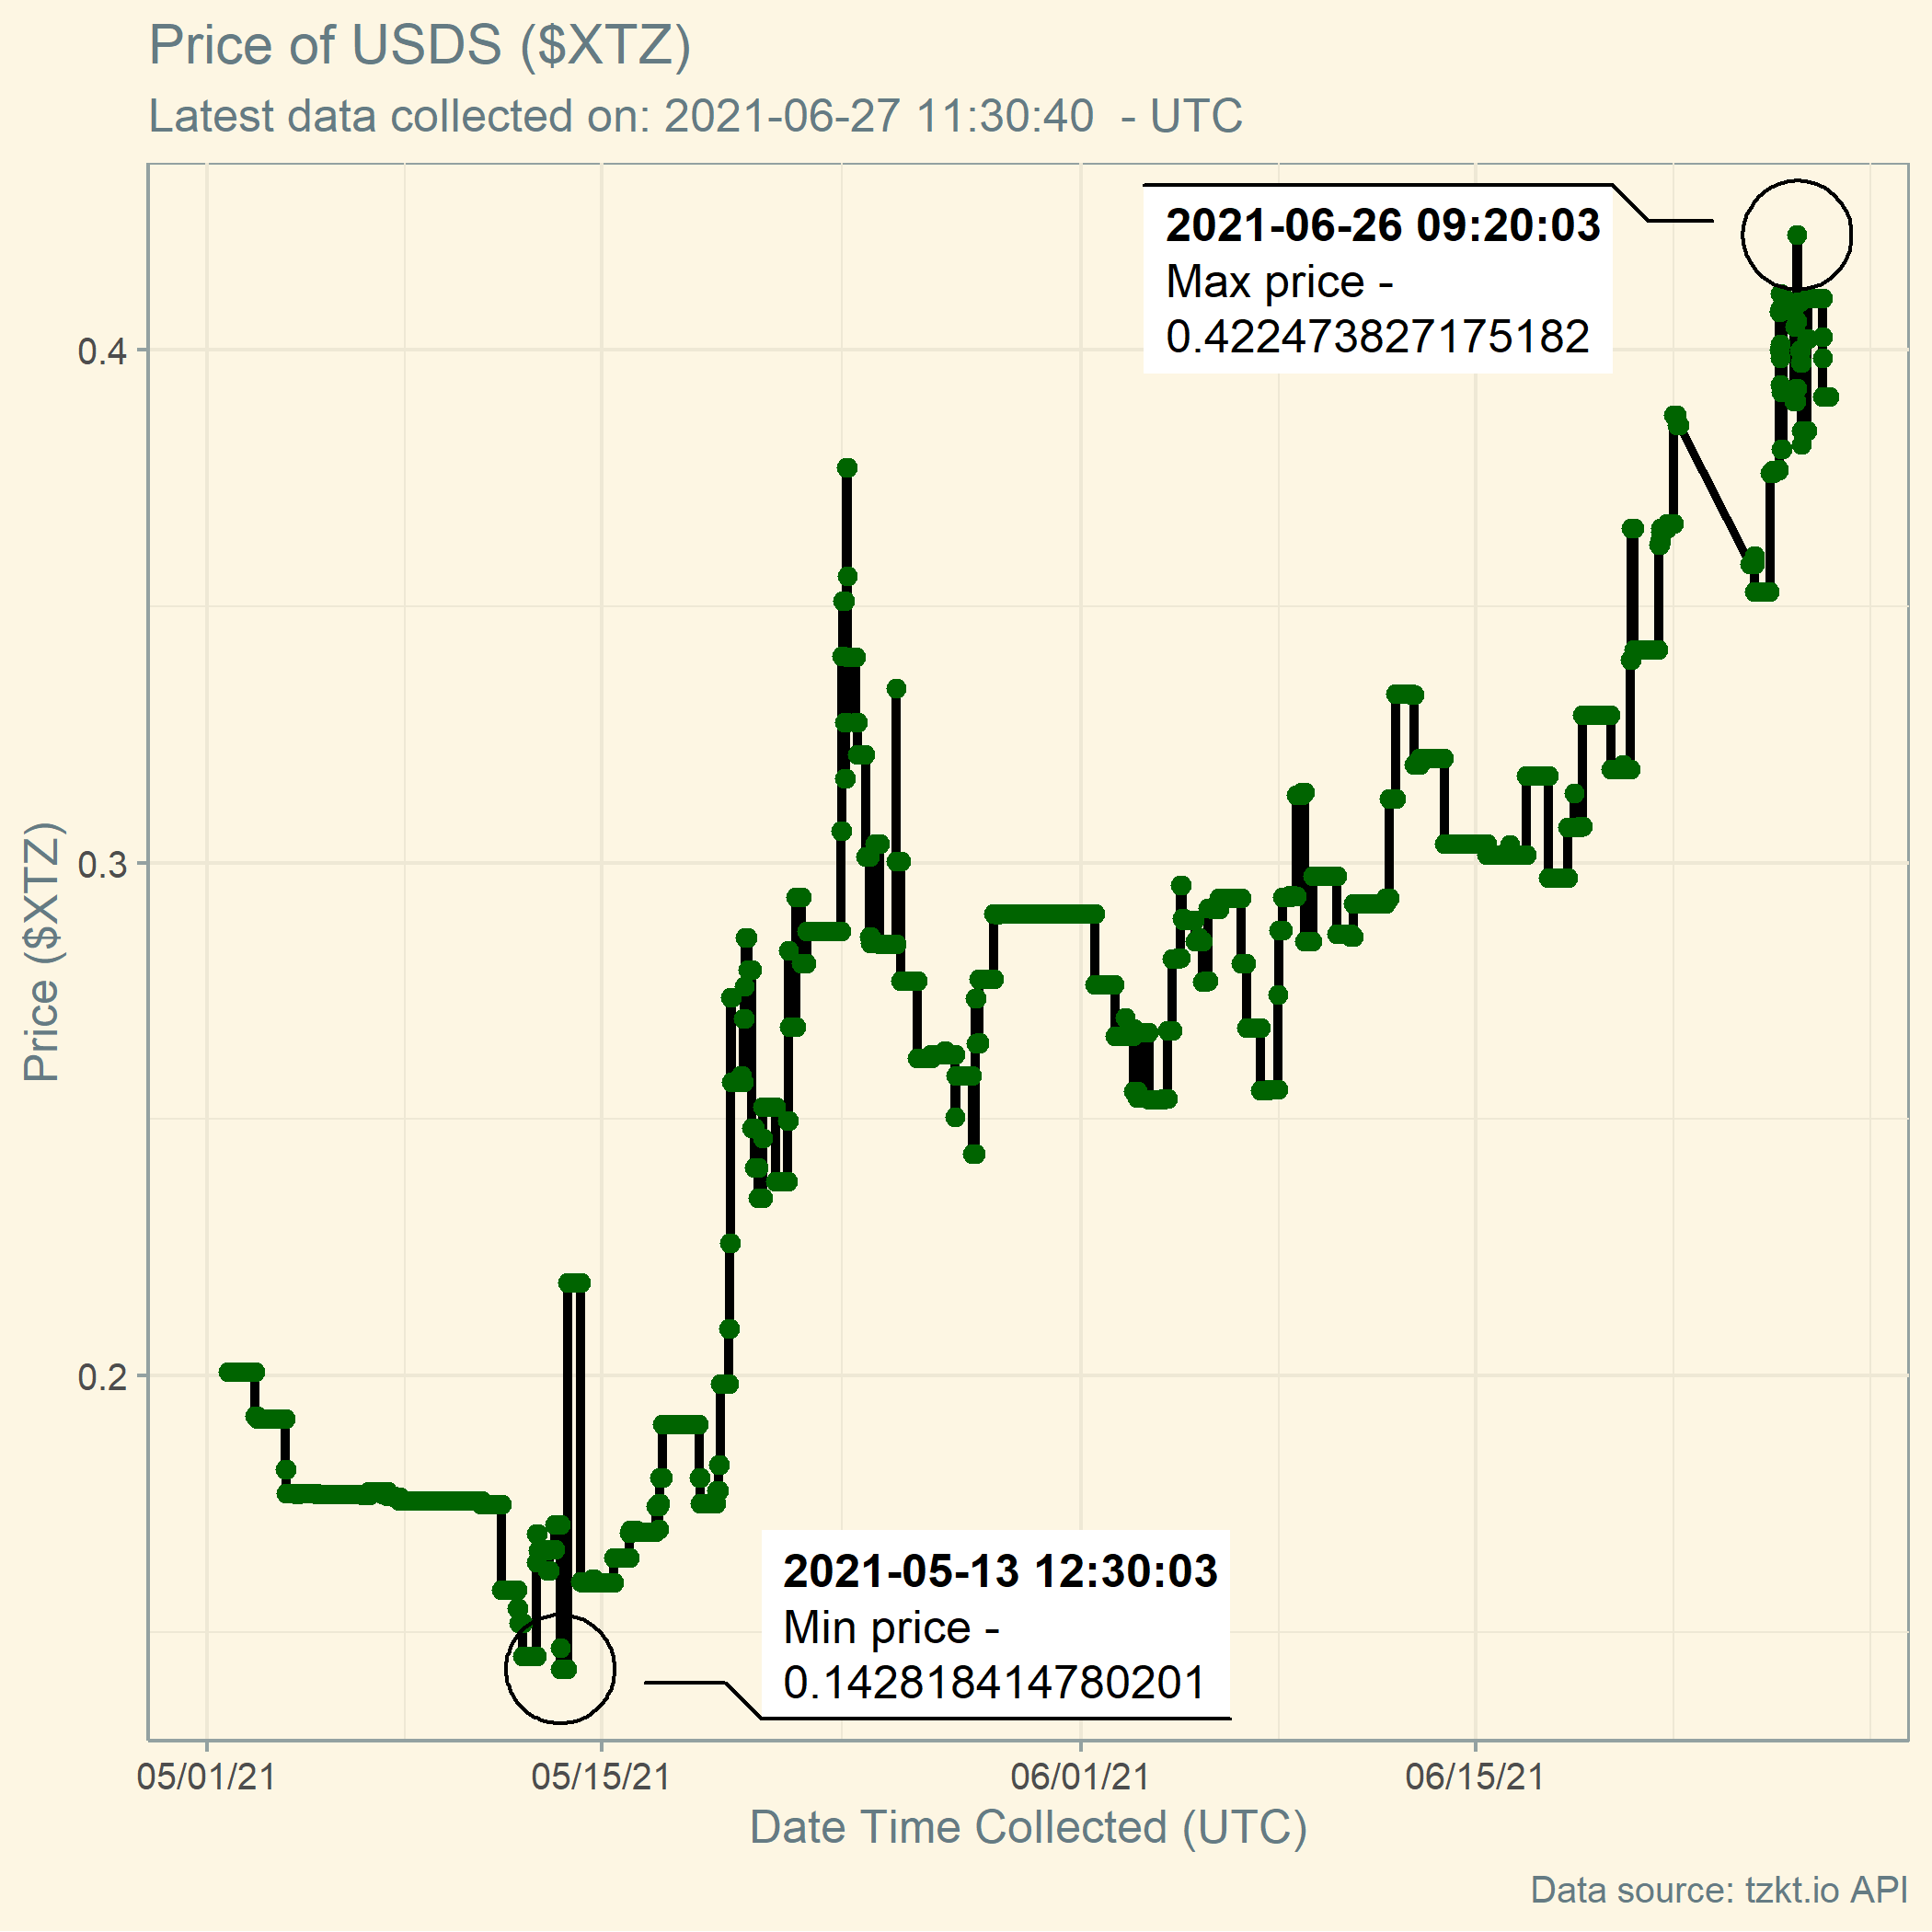 Price of USDS ($XTZ)
Latest data collected on: 2021-06-27 11:30:40  - UTC
2021-06-26 09:20:03
Max price -
0.422473827175182
0.4
0.3
0.2
Price ($XTZ)
2021-05-13 12:30:03
Min price -
0.142818414780201
05/01/21
05/15/21
06/01/21
06/15/21
Date Time Collected (UTC)
Data source: tzkt.io API